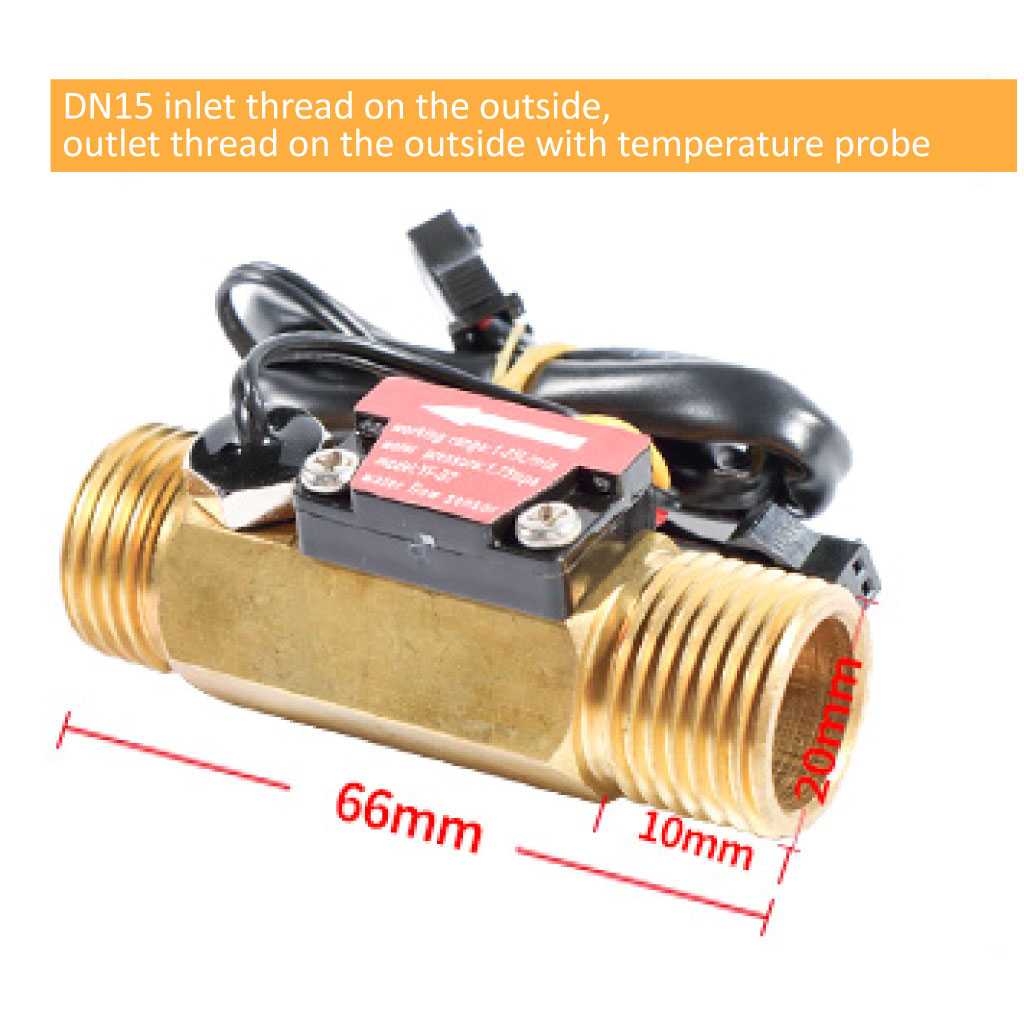 DN15 inlet thread on the outside,
outlet thread on the outside with temperature probe
working range:1-25L/min
water pressure:1.75mpa
model:YF-B7
water flow sensor
66mm
10mm
20mm